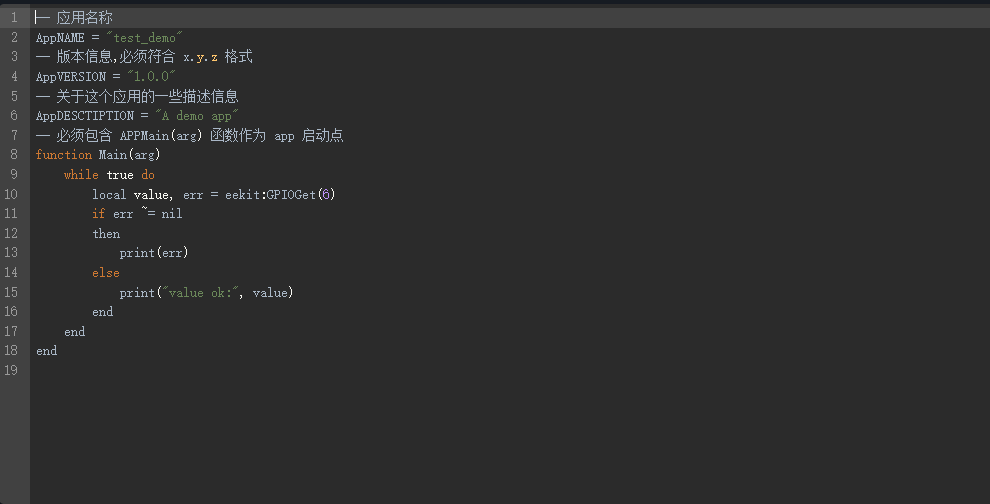 1 -- 应用名称
2 AppNAME = "test_demo"
3 -- 版本信息,必须符合 x.y.z 格式
4 AppVERSION = "1.0.0"
5 -- 关于这个应用的一些描述信息
6 AppDESCTIPTION = "A demo app"
7 -- 必须包含 APPMain(arg) 函数作为 app 启动点
8 function Main(arg)
9     while true do
10         local value, err = eekit:GPIOGet(6)
11         if err ~= nil
12         then
13             print(err)
14         else
15             print("value ok:", value)
16         end
17     end
18 end
19